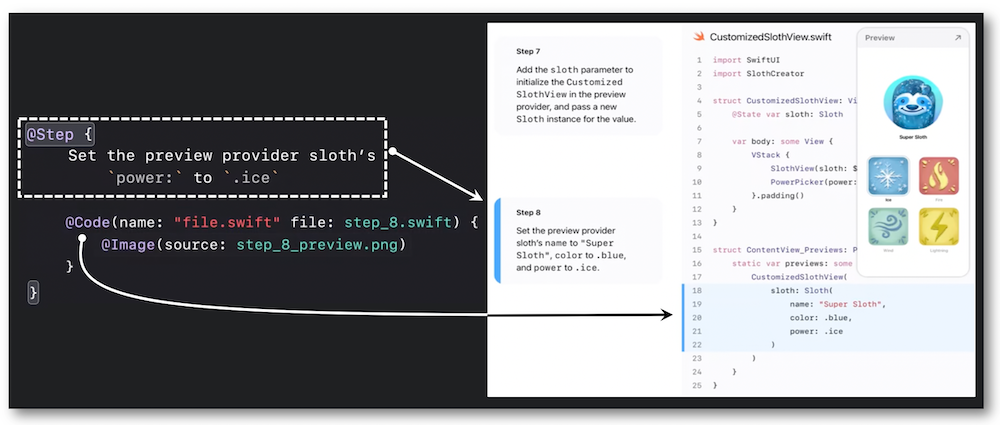 @Step {
Set the preview provider sloth's
`power:` to `.ice`
@Code(name: "file.swift" file: step_8.swift) {
@Image(source: step_8_preview.png)
}
}
Step 7
Add the sloth parameter to
initialize the Customized
SlothView in the preview
provider, and pass a new
Sloth instance for the value.
Step 8
Set the preview provider
sloth's name to "Super
Sloth", color to .blue,
and power to .ice.
CustomizedSlothView.swift
1 import SwiftUI
2 import SlothCreator
3
4 struct CustomizedSlothView: Vi
5 @State var sloth: Sloth
6
7 var body: some View {
8 VStack {
9 SlothView(sloth: $
10 PowerPicker(power:
11 }.padding()
12 }
13 }
14
15 struct ContentView_Previews: P
16 static var previews: some
17 CustomizedSlothView(
18 sloth: Sloth(
19 name: "Super Sloth",
20 color: .blue,
21 power: .ice
22 )
23 )
24 }
25 }
Preview
Super Sloth
Ice
Fire
Wind
Lightning